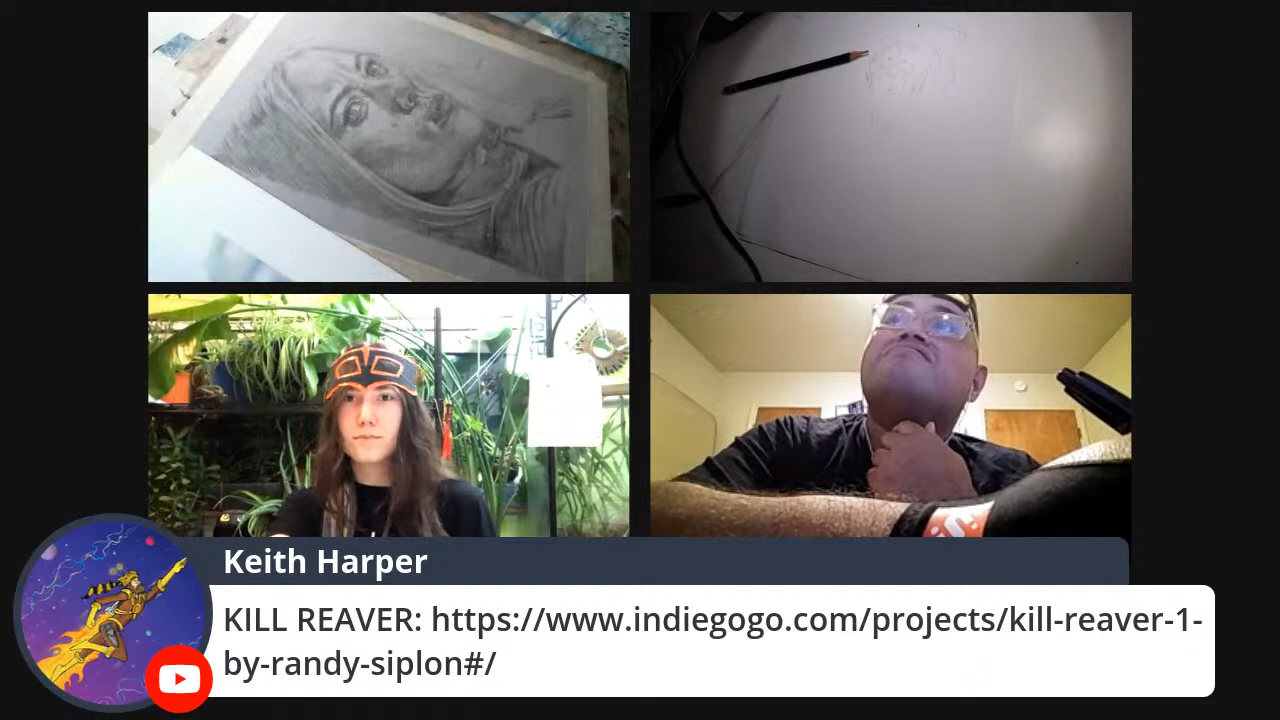 Keith Harper
KILL REAVER: https://www.indiegogo.com/projects/kill-reaver-1-
by-randy-siplon#/